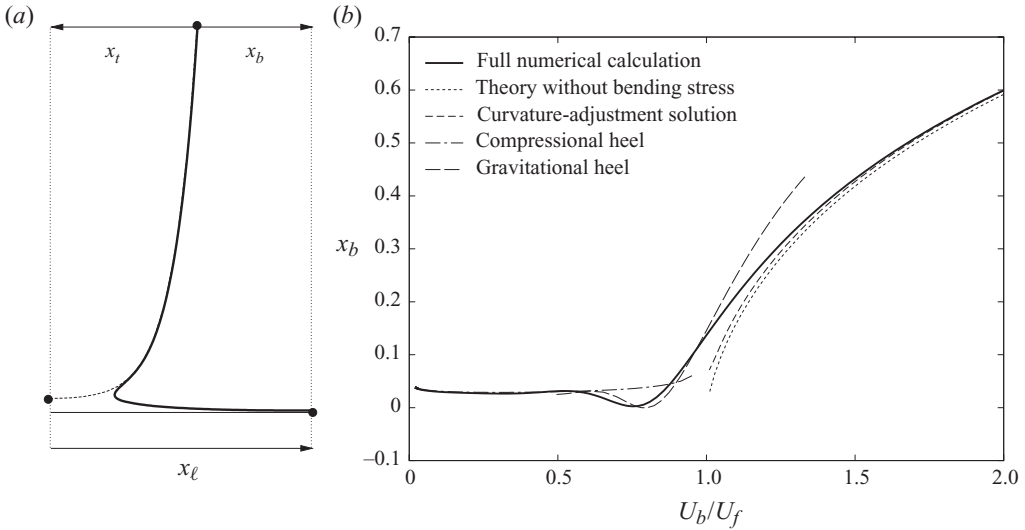 (a)
x_t
x_b
x_ℓ
(b)
0.7
0.6
0.5
0.4
0.3
0.2
0.1
0
–0.1
x_b
Full numerical calculation
Theory without bending stress
Curvature-adjustment solution
Compressional heel
Gravitational heel
0
0.5
1.0
1.5
2.0
U_b/U_f